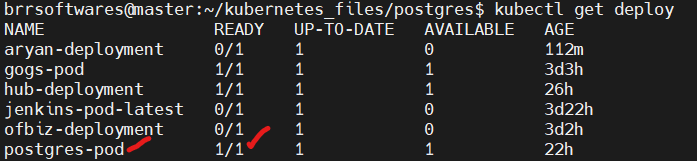 brrsoftwares@master:~/kubernetes_files/postgres$ kubectl get deploy
NAME READY UP-TO-DATE AVAILABLE AGE
aryan-deployment 0/1 1 0 112m
gogs-pod 1/1 1 1 3d3h
hub-deployment 1/1 1 1 26h
jenkins-pod-latest 0/1 1 0 3d22h
ofbiz-deployment 0/1 1 0 3d2h
postgres-pod 1/1 1 1 22h